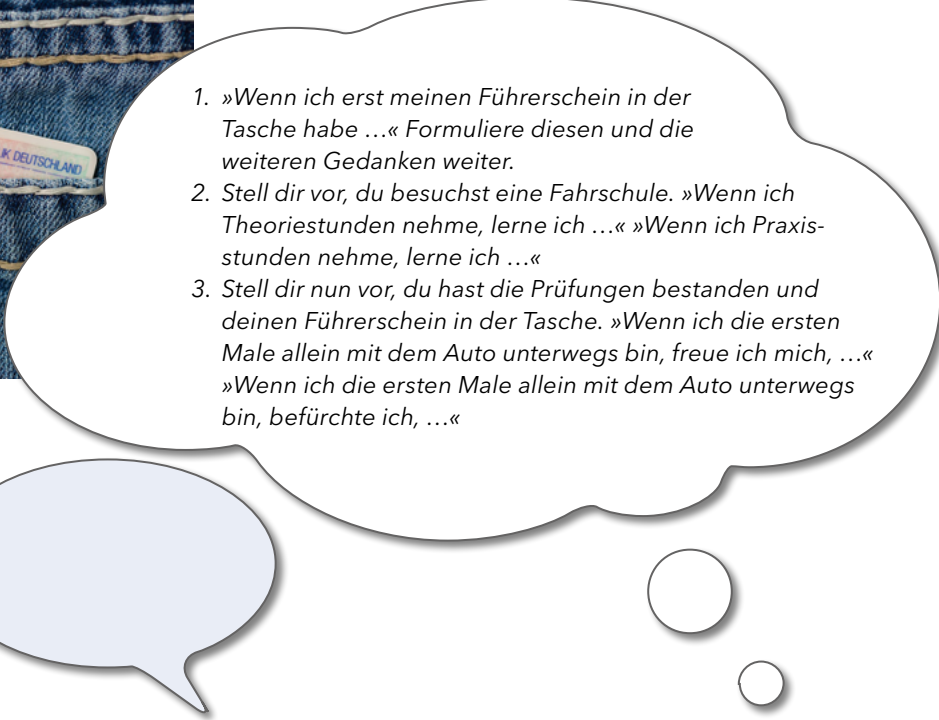 IK DEUTSCHLAND
1. »Wenn ich erst meinen Führerschein in der
Tasche habe …« Formuliere diesen und die
weiteren Gedanken weiter.
2. Stell dir vor, du besuchst eine Fahrschule. »Wenn ich
Theoriestunden nehme, lerne ich …« »Wenn ich Praxis-
stunden nehme, lerne ich …«
3. Stell dir nun vor, du hast die Prüfungen bestanden und
deinen Führerschein in der Tasche. »Wenn ich die ersten
Male allein mit dem Auto unterwegs bin, freue ich mich, …«
»Wenn ich die ersten Male allein mit dem Auto unterwegs
bin, befürchte ich, …«